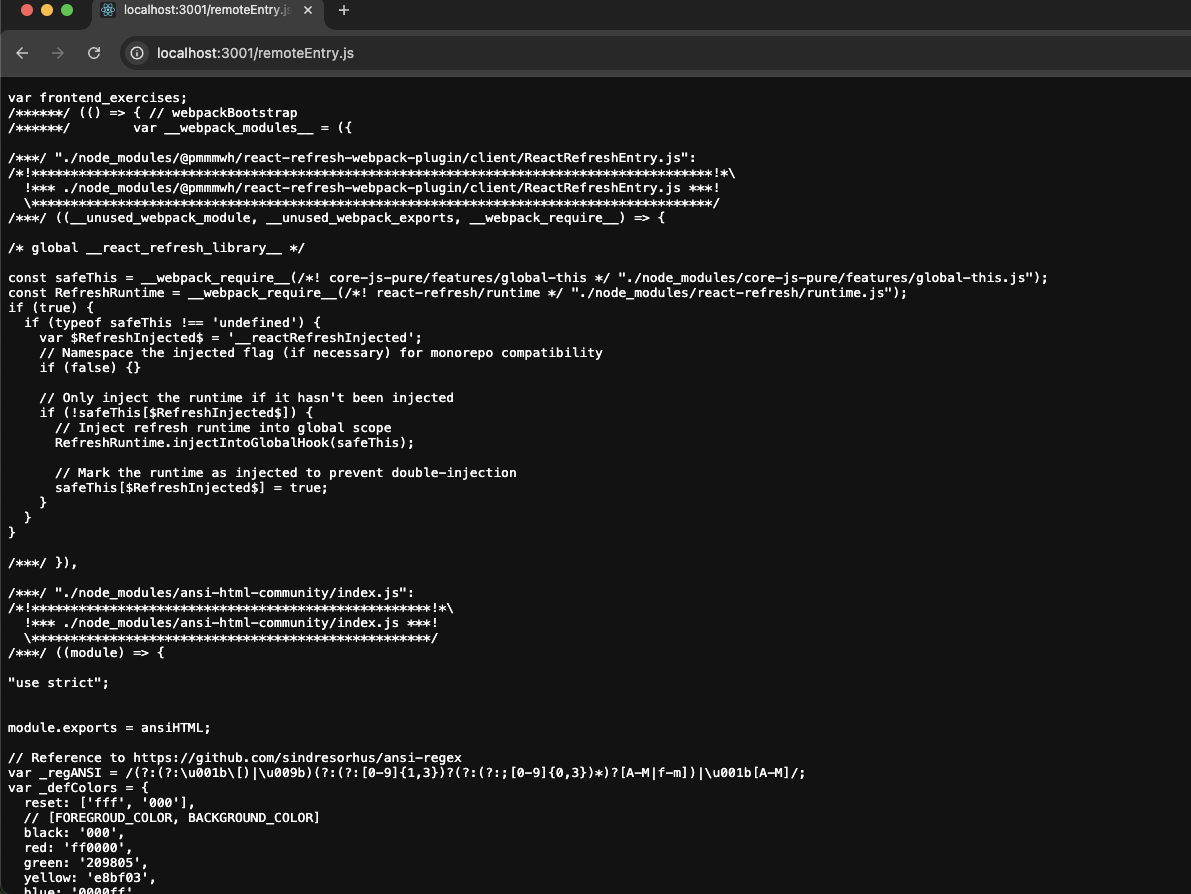 localhost:3001/remoteEntry.js
localhost:3001/remoteEntry.js
var frontend_exercises;
/******/ (() => { // webpackBootstrap
/******/ 	var __webpack_modules__ = ({
/***/ "./node_modules/@pmmmwh/react-refresh-webpack-plugin/client/ReactRefreshEntry.js":
/*!***************************************************************************************!*\
  !*** ./node_modules/@pmmmwh/react-refresh-webpack-plugin/client/ReactRefreshEntry.js ***!
  \***************************************************************************************/
/***/ ((__unused_webpack_module, __unused_webpack_exports, __webpack_require__) => {
/* global __react_refresh_library__ */
const safeThis = __webpack_require__(/*! core-js-pure/features/global-this */ "./node_modules/core-js-pure/features/global-this.js");
const RefreshRuntime = __webpack_require__(/*! react-refresh/runtime */ "./node_modules/react-refresh/runtime.js");
if (true) {
  if (typeof safeThis !== 'undefined') {
    var $RefreshInjected$ = '__reactRefreshInjected';
    // Namespace the injected flag (if necessary) for monorepo compatibility
    if (false) {}
    // Only inject the runtime if it hasn't been injected
    if (!safeThis[$RefreshInjected$]) {
      // Inject refresh runtime into global scope
      RefreshRuntime.injectIntoGlobalHook(safeThis);
      // Mark the runtime as injected to prevent double-injection
      safeThis[$RefreshInjected$] = true;
    }
  }
}
/***/ }),
/***/ "./node_modules/ansi-html-community/index.js":
/*!***************************************************!*\
  !*** ./node_modules/ansi-html-community/index.js ***!
  \***************************************************/
/***/ ((module) => {
"use strict";
module.exports = ansiHTML;
// Reference to https://github.com/sindresorhus/ansi-regex
var _regANSI = /(?:(?:\u001b\[)|\u009b)(?:(?:[0-9]{1,3})?(?:(?:;[0-9]{0,3})*)?[A-M|f-m])|\u001b[A-M]/;
var _defColors = {
  reset: ['fff', '000'],
  // [FOREGROUD_COLOR, BACKGROUND_COLOR]
  black: '000',
  red: 'ff0000',
  green: '209805',
  yellow: 'e8bf03',
  blue: '0000ff',